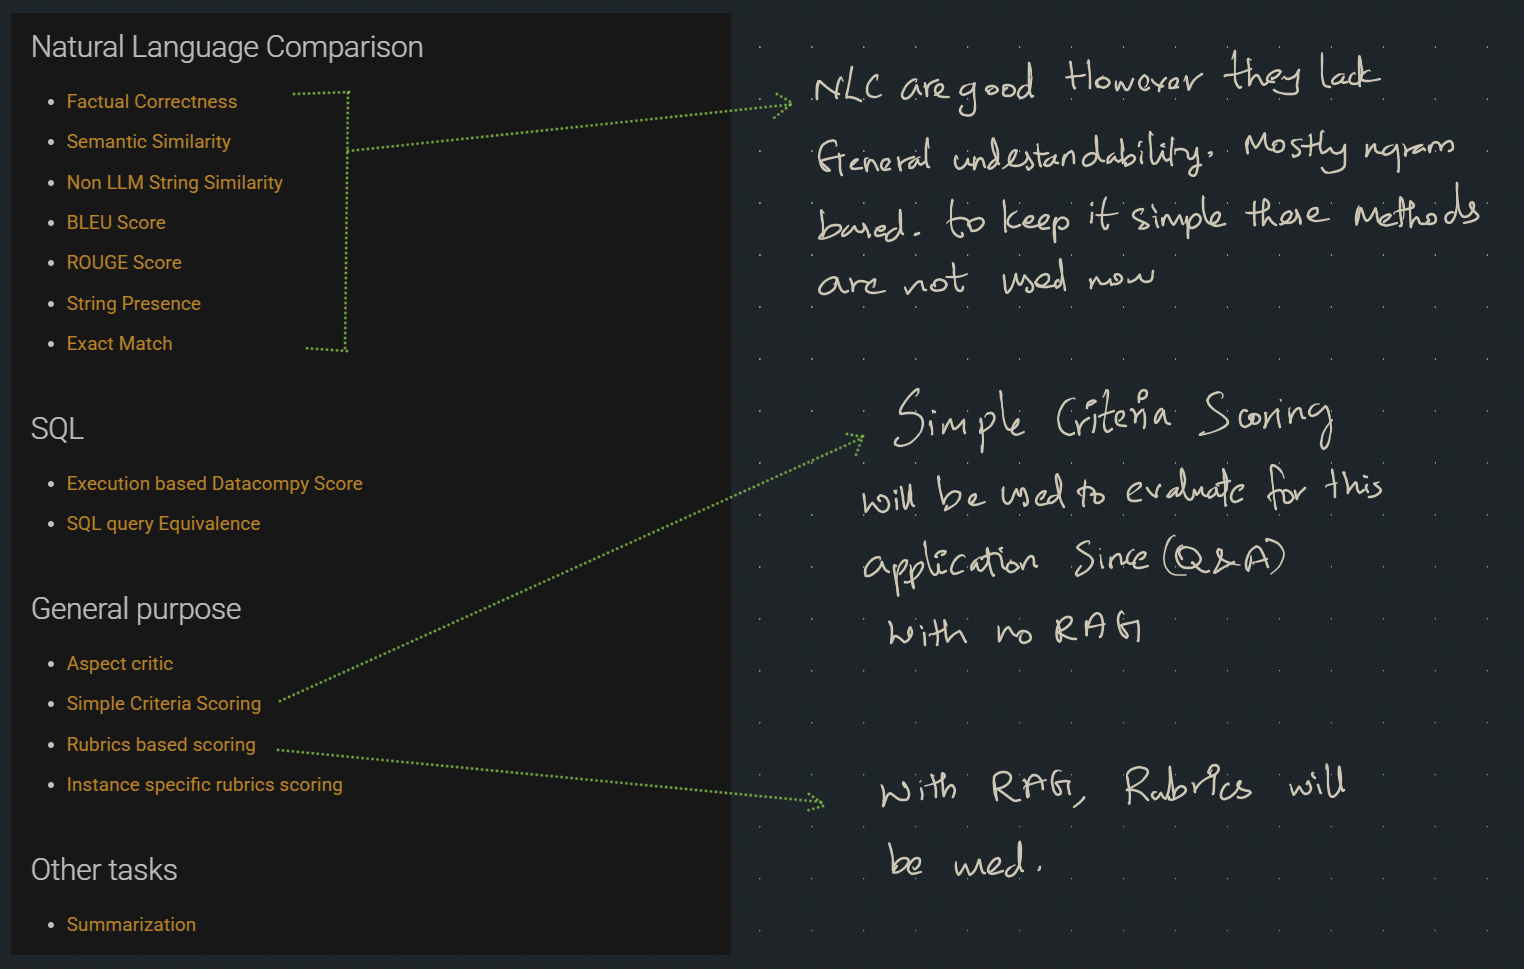 Natural Language Comparison
Factual Correctness
Semantic Similarity
Non LLM String Similarity
BLEU Score
ROUGE Score
String Presence
Exact Match
SQL
Execution based Datacompy Score
SQL query Equivalence
General purpose
Aspect critic
Simple Criteria Scoring
Rubrics based scoring
Instance specific rubrics scoring
Other tasks
Summarization
NLC are good However they lack
General undestandability. Mostly ngram
based. to keep it simple these Methods
are not used now
Simple Criteria Scoring
will be used to evaluate for this
application Since (Q&A)
with no RAG
With RAG, Rubrics will
be used.